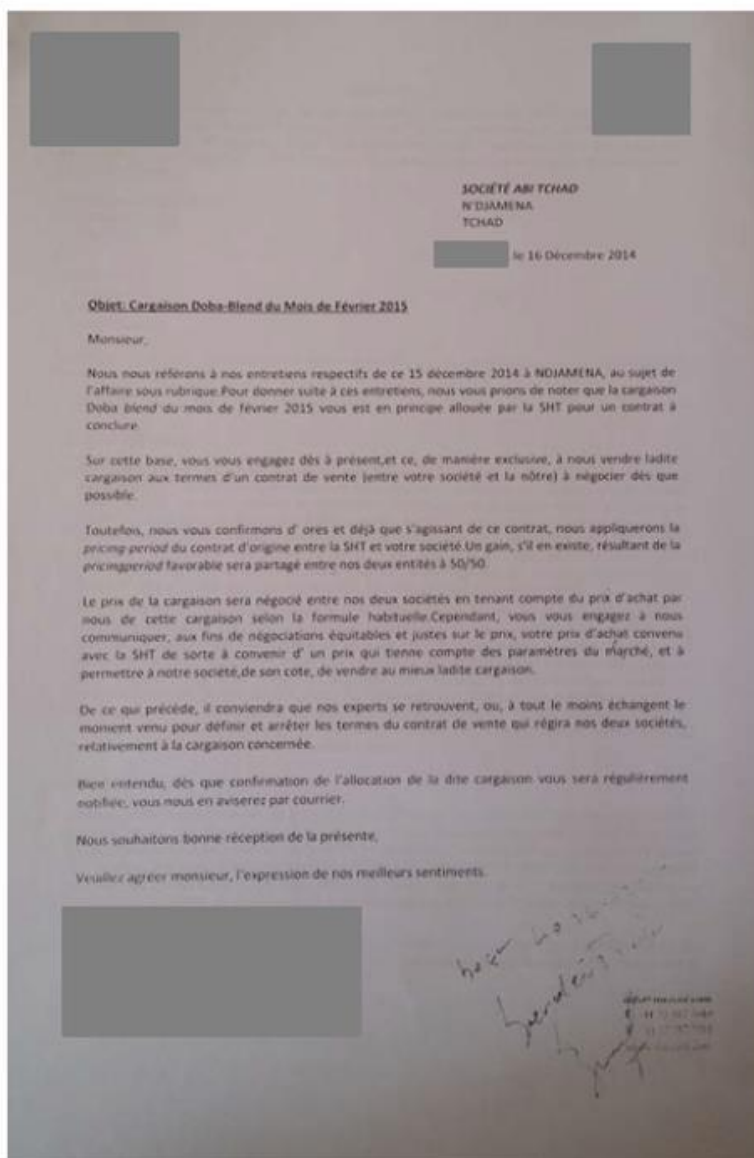 SOCIÉTÉ ABI TCHAD
N'DJAMENA
TCHAD
le 16 Décembre 2014
Objet: Cargaison Doba-Blend du Mois de Février 2015
Monsieur,
Nous nous référons à nos entretiens respectifs de ce 15 décembre 2014 à NDJAMENA, au sujet de
l'affaire sous rubrique.Pour donner suite à ces entretiens, nous vous prions de noter que la cargaison
Doba blend du mois de février 2015 vous est en principe allouée par la SHT pour un contrat à
conclure.
Sur cette base, vous vous engagez dès à présent,et ce, de manière exclusive, à nous vendre ladite
cargaison aux termes d'un contrat de vente (entre votre société et la nôtre) à négocier dès que
possible.
Toutefois, nous vous confirmons d' ores et déjà que s'agissant de ce contrat, nous appliquerons la
pricing period du contrat d'origine entre la SHT et votre société.Un gain, s'il en existe, résultant de la
pricingperiod favorable sera partagé entre nos deux entités à 50/50.
Le prix de la cargaison sera négocié entre nos deux sociétés en tenant compte du prix d'achat par
nous de cette cargaison selon la formule habituelle.Cependant, vous vous engagez à nous
communiquer, aux fins de négociations équitables et justes sur le prix, votre prix d'achat convenu
avec la SHT de sorte à convenir d' un prix qui tienne compte des paramètres du marché, et à
permettre à notre société,de son cote, de vendre au mieux ladite cargaison.
De ce qui précède, il conviendra que nos experts se retrouvent, ou, à tout le moins échangent le
moment venu pour définir et arrêter les termes du contrat de vente qui régira nos deux sociétés,
relativement à la cargaison concernée.
Bien entendu, dès que confirmation de l'allocation de la dite cargaison vous sera régulièrement
notifiée, vous nous en aviserez par courrier.
Nous souhaitons bonne réception de la présente,
Veuillez agréer monsieur, l'expression de nos meilleurs sentiments.